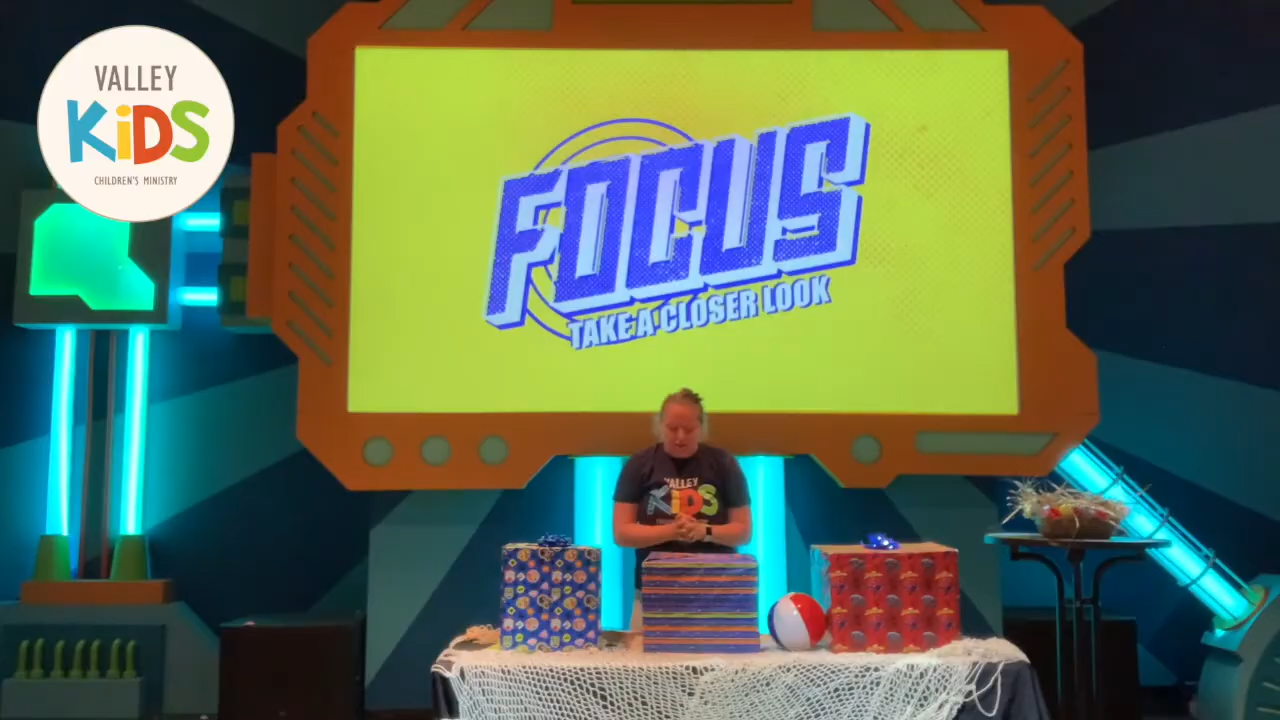 VALLEY
KiDS
CHILDREN'S MINISTRY
FOCUS
TAKE A CLOSER LOOK
VALLEY
KiDS